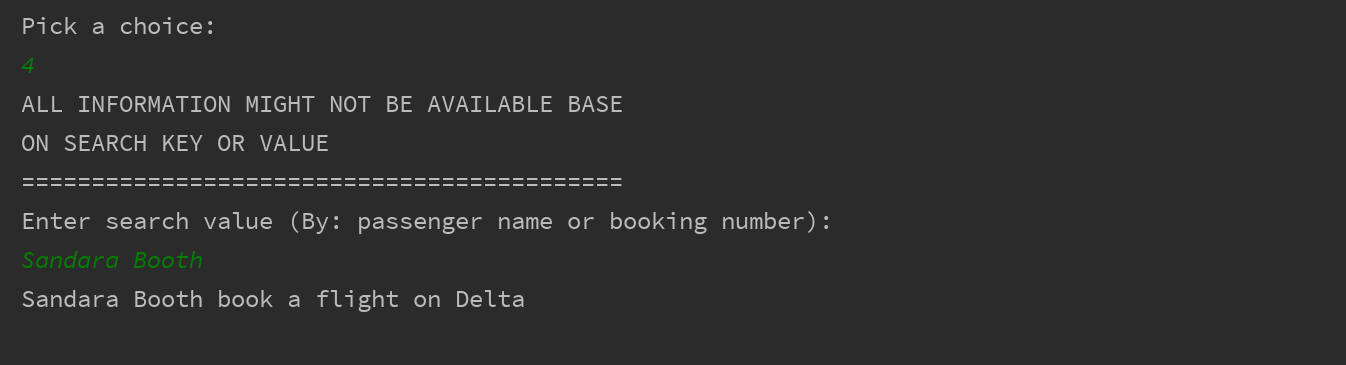 Pick a choice:
4
ALL INFORMATION MIGHT NOT BE AVAILABLE BASE
ON SEARCH KEY OR VALUE
===========================================
Enter search value (By: passenger name or booking number):
Sandara Booth
Sandara Booth book a flight on Delta